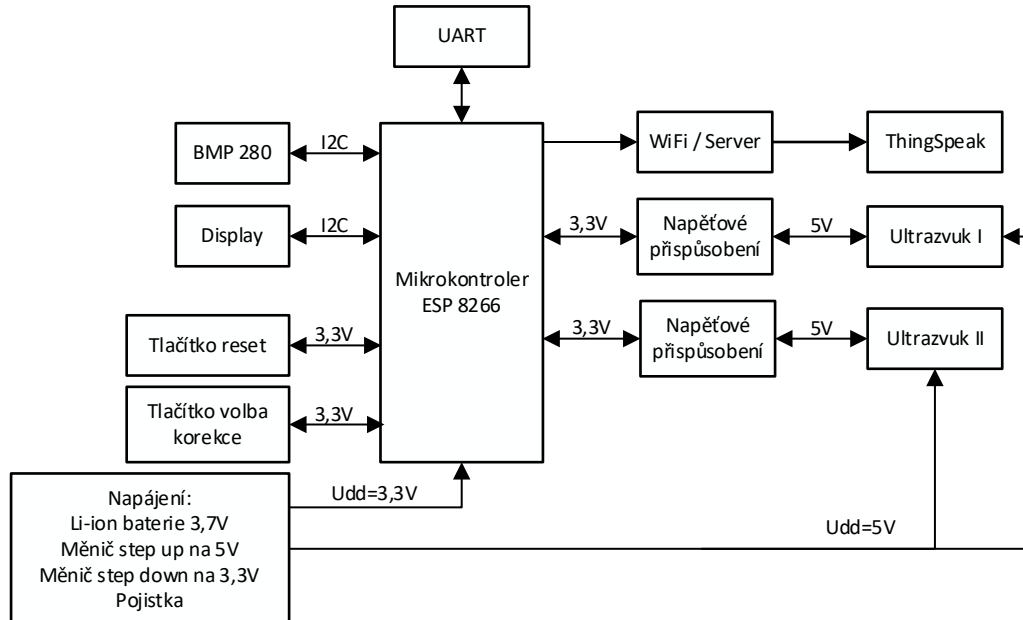 UART
BMP 280
I2C
WiFi / Server
ThingSpeak
Display
I2C
Mikrokontroler
ESP 8266
3,3V
Napěťové
přispůsobení
5V
Ultrazvuk I
3,3V
Napěťové
přispůsobení
5V
Ultrazvuk II
Tlačítko reset
3,3V
Tlačítko volba
korekce
3,3V
Napájení:
Li-ion baterie 3,7V
Měnič step up na 5V
Měnič step down na 3,3V
Pojistka
Udd=3,3V
Udd=5V